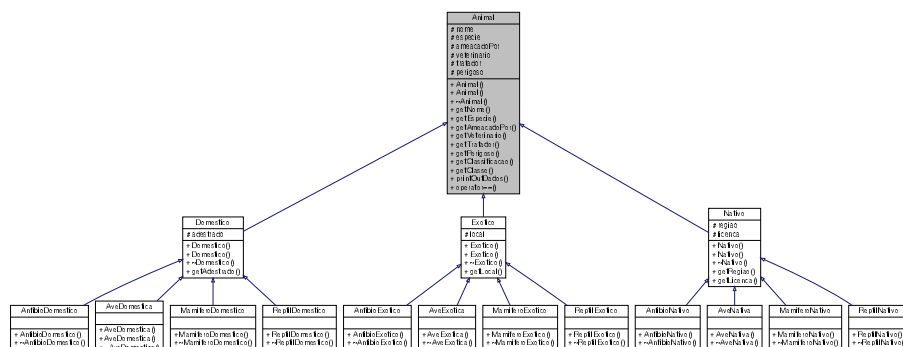 Animal
# nome
# especie
# ameacadoPor
# veterinario
# tratador
# perigoso
+ Animal()
+ Animal()
+ ~Animal()
+ getNome()
+ getEspecie()
+ getAmeacadoPor()
+ getVeterinario()
+ getTratador()
+ getPerigoso()
+ getClassificacao()
+ getClasse()
+ printOutDados()
+ operator==()
Domestico
# adestrado
+ Domestico()
+ Domestico()
+ ~Domestico()
+ getAdestrado()
Exotico
# local
+ Exotico()
+ Exotico()
+ ~Exotico()
+ getLocal()
Nativo
# regiao
# licenca
+ Nativo()
+ Nativo()
+ ~Nativo()
+ getRegiao()
+ getLicenca()
AnfibioDomestico
+ AnfibioDomestico()
+ ~AnfibioDomestico()
AveDomestica
+ AveDomestica()
+ AveDomestica()
+ ~AveDomestica()
MamiferoDomestico
+ MamiferoDomestico()
+ ~MamiferoDomestico()
ReptilDomestico
+ ReptilDomestico()
+ ~ReptilDomestico()
AnfibioExotico
+ AnfibioExotico()
+ ~AnfibioExotico()
AveExotica
+ AveExotica()
+ ~AveExotica()
MamiferoExotico
+ MamiferoExotico()
+ ~MamiferoExotico()
ReptilExotico
+ ReptilExotico()
+ ~ReptilExotico()
AnfibioNativo
+ AnfibioNativo()
+ ~AnfibioNativo()
AveNativa
+ AveNativa()
+ ~AveNativa()
MamiferoNativo
+ MamiferoNativo()
+ ~MamiferoNativo()
ReptilNativo
+ ReptilNativo()
+ ~ReptilNativo()